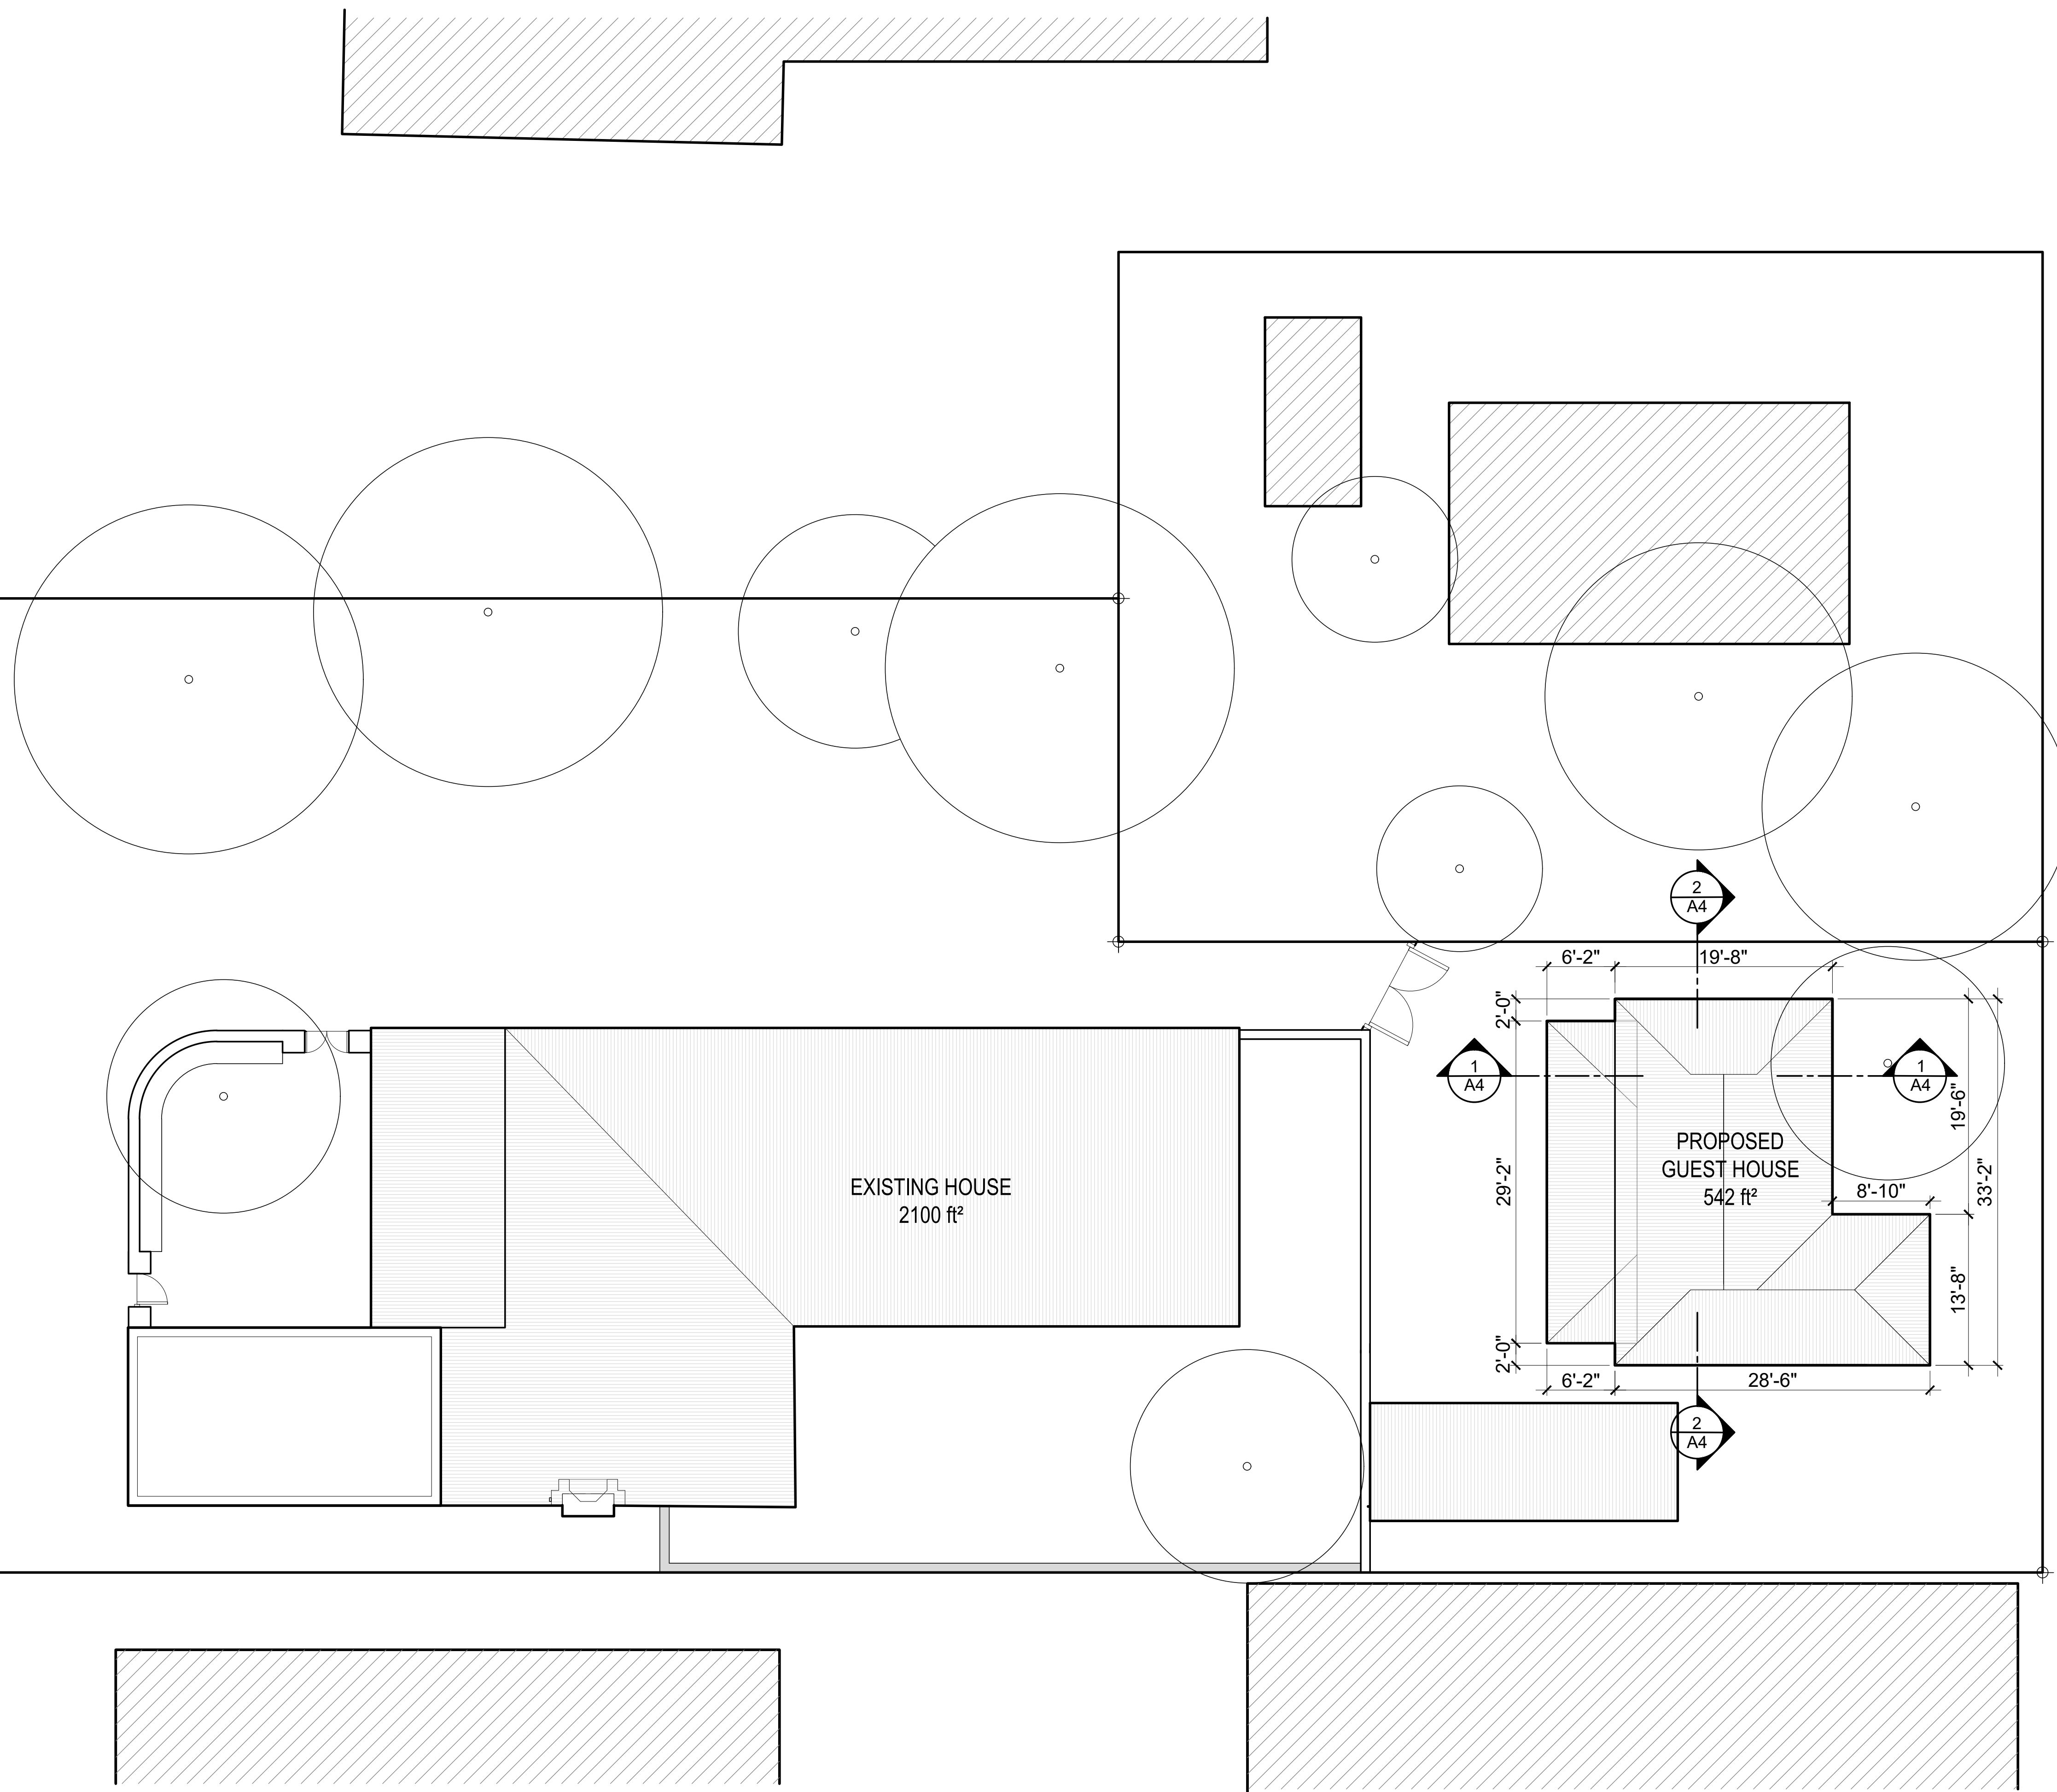 2
A4
6'-2"
19'-8"
2'-0"
1
A4
1
A4
19'-6"
PROPOSED
GUEST HOUSE
542 ft²
29'-2"
33'-2"
8'-10"
EXISTING HOUSE
2100 ft²
13'-8"
2'-0"
6'-2"
28'-6"
2
A4